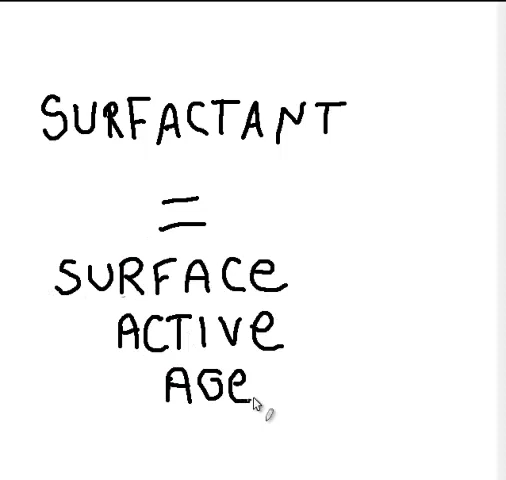 SURFACTANT
=
SURFACe
ACTIVe
AGe